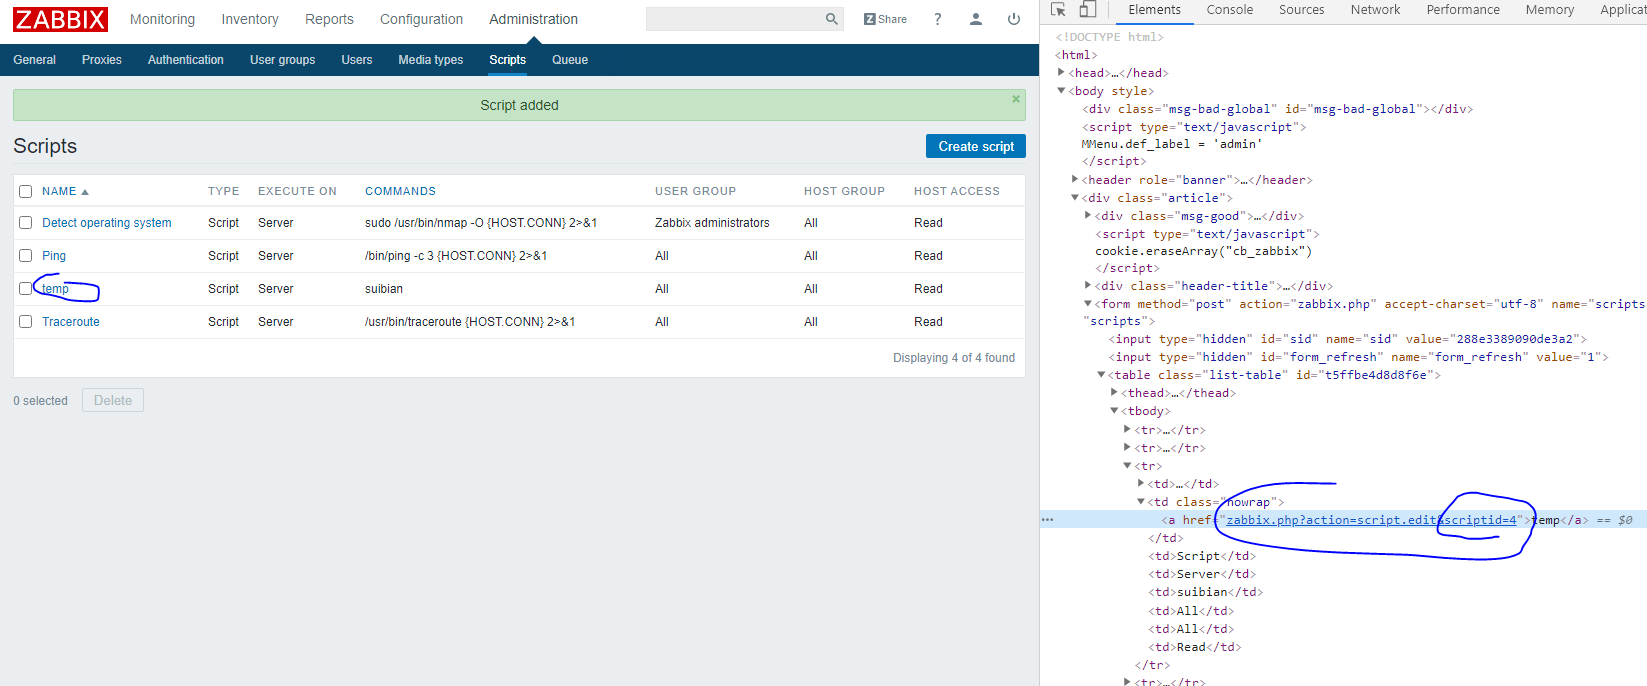 ZABBIX Monitoring Inventory Reports Configuration Administration Z Share ?
General Proxies Authentication User groups Users Media types Scripts Queue
Script added ×
Scripts Create script
NAME TYPE EXECUTE ON COMMANDS USER GROUP HOST GROUP HOST ACCESS
Detect operating system Script Server sudo /usr/bin/nmap -O {HOST.CONN} 2>&1 Zabbix administrators All Read
Ping Script Server /bin/ping -c 3 {HOST.CONN} 2>&1 All All Read
temp Script Server suibian All All Read
Traceroute Script Server /usr/bin/traceroute {HOST.CONN} 2>&1 All All Read
Displaying 4 of 4 found
0 selected Delete
Elements Console Sources Network Performance Memory Applicat
<!DOCTYPE html>
<html>
<head>…</head>
<body style>
<div class="msg-bad-global" id="msg-bad-global"></div>
<script type="text/javascript">
MMenu.def_label = 'admin'
</script>
<header role="banner">…</header>
<div class="article">
<div class="msg-good">…</div>
<script type="text/javascript">
cookie.eraseArray("cb_zabbix")
</script>
<div class="header-title">…</div>
<form method="post" action="zabbix.php" accept-charset="utf-8" name="scripts
"scripts">
<input type="hidden" id="sid" name="sid" value="288e3389090de3a2">
<input type="hidden" id="form_refresh" name="form_refresh" value="1">
<table class="list-table" id="t5ffbe4d8d8f6e">
<thead>…</thead>
<tbody>
<tr>…</tr>
<tr>…</tr>
<tr>
<td>…</td>
<td class="nowrap">
… <a href="zabbix.php?action=script.edit&scriptid=4">temp</a> == $0
</td>
<td>Script</td>
<td>Server</td>
<td>suibian</td>
<td>All</td>
<td>All</td>
<td>Read</td>
</tr>
<tr>…</tr>